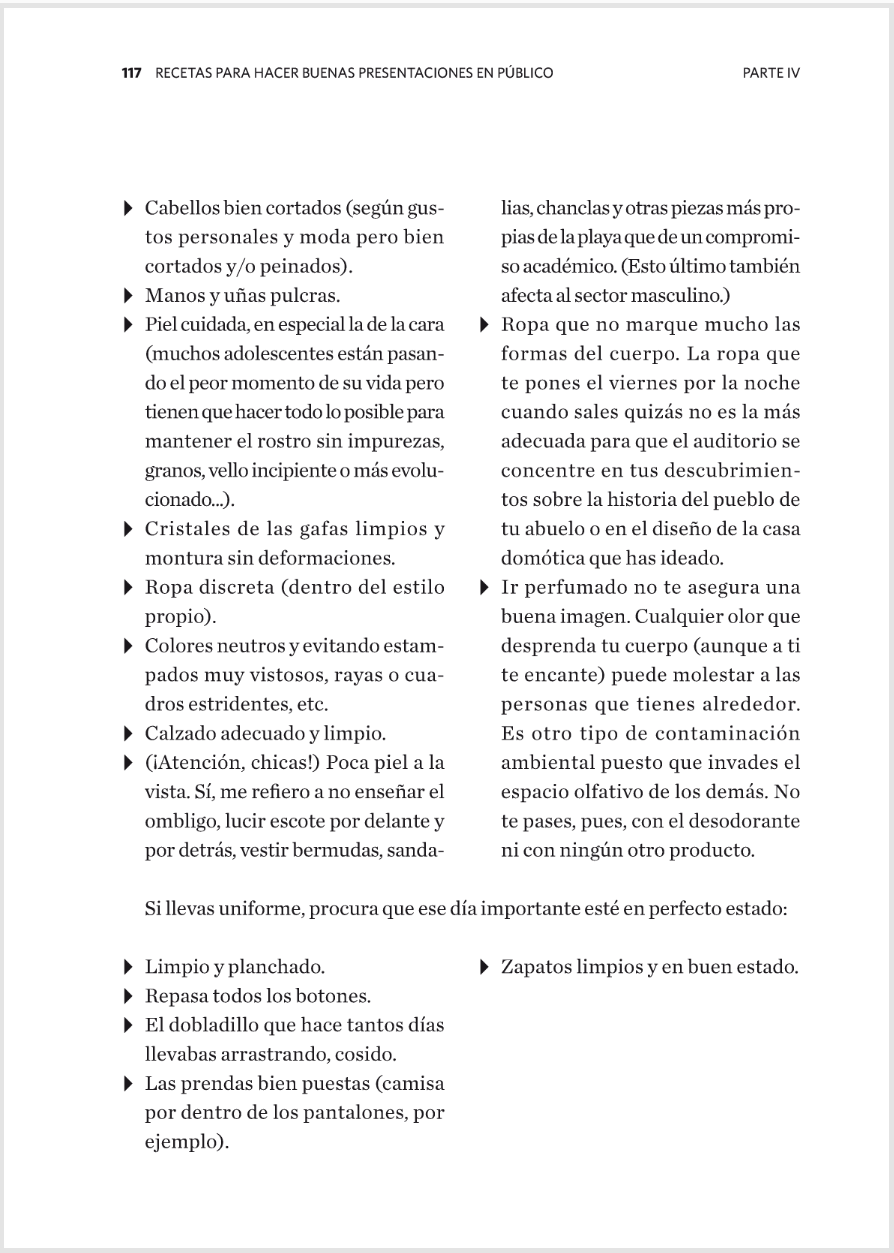 117 RECETAS PARA HACER BUENAS PRESENTACIONES EN PÚBLICO PARTE IV
Cabellos bien cortados (según gus-
tos personales y moda pero bien
cortados y/o peinados).
Manos y uñas pulcras.
Piel cuidada, en especial la de la cara
(muchos adolescentes están pasan-
do el peor momento de su vida pero
tienen que hacer todo lo posible para
mantener el rostro sin impurezas,
granos, vello incipiente o más evolu-
cionado...).
Cristales de las gafas limpios y
montura sin deformaciones.
Ropa discreta (dentro del estilo
propio).
Colores neutros y evitando estam-
pados muy vistosos, rayas o cua-
dros estridentes, etc.
Calzado adecuado y limpio.
(¡Atención, chicas!) Poca piel a la
vista. Sí, me refiero a no enseñar el
ombligo, lucir escote por delante y
por detrás, vestir bermudas, sanda-
lias, chanclas y otras piezas más pro-
pias de la playa que de un compromi-
so académico. (Esto último también
afecta al sector masculino.)
Ropa que no marque mucho las
formas del cuerpo. La ropa que
te pones el viernes por la noche
cuando sales quizás no es la más
adecuada para que el auditorio se
concentre en tus descubrimien-
tos sobre la historia del pueblo de
tu abuelo o en el diseño de la casa
domótica que has ideado.
Ir perfumado no te asegura una
buena imagen. Cualquier olor que
desprenda tu cuerpo (aunque a ti
te encante) puede molestar a las
personas que tienes alrededor.
Es otro tipo de contaminación
ambiental puesto que invades el
espacio olfativo de los demás. No
te pases, pues, con el desodorante
ni con ningún otro producto.
Si llevas uniforme, procura que ese día importante esté en perfecto estado:
Limpio y planchado.
Repasa todos los botones.
El dobladillo que hace tantos días
llevabas arrastrando, cosido.
Las prendas bien puestas (camisa
por dentro de los pantalones, por
ejemplo).
Zapatos limpios y en buen estado.